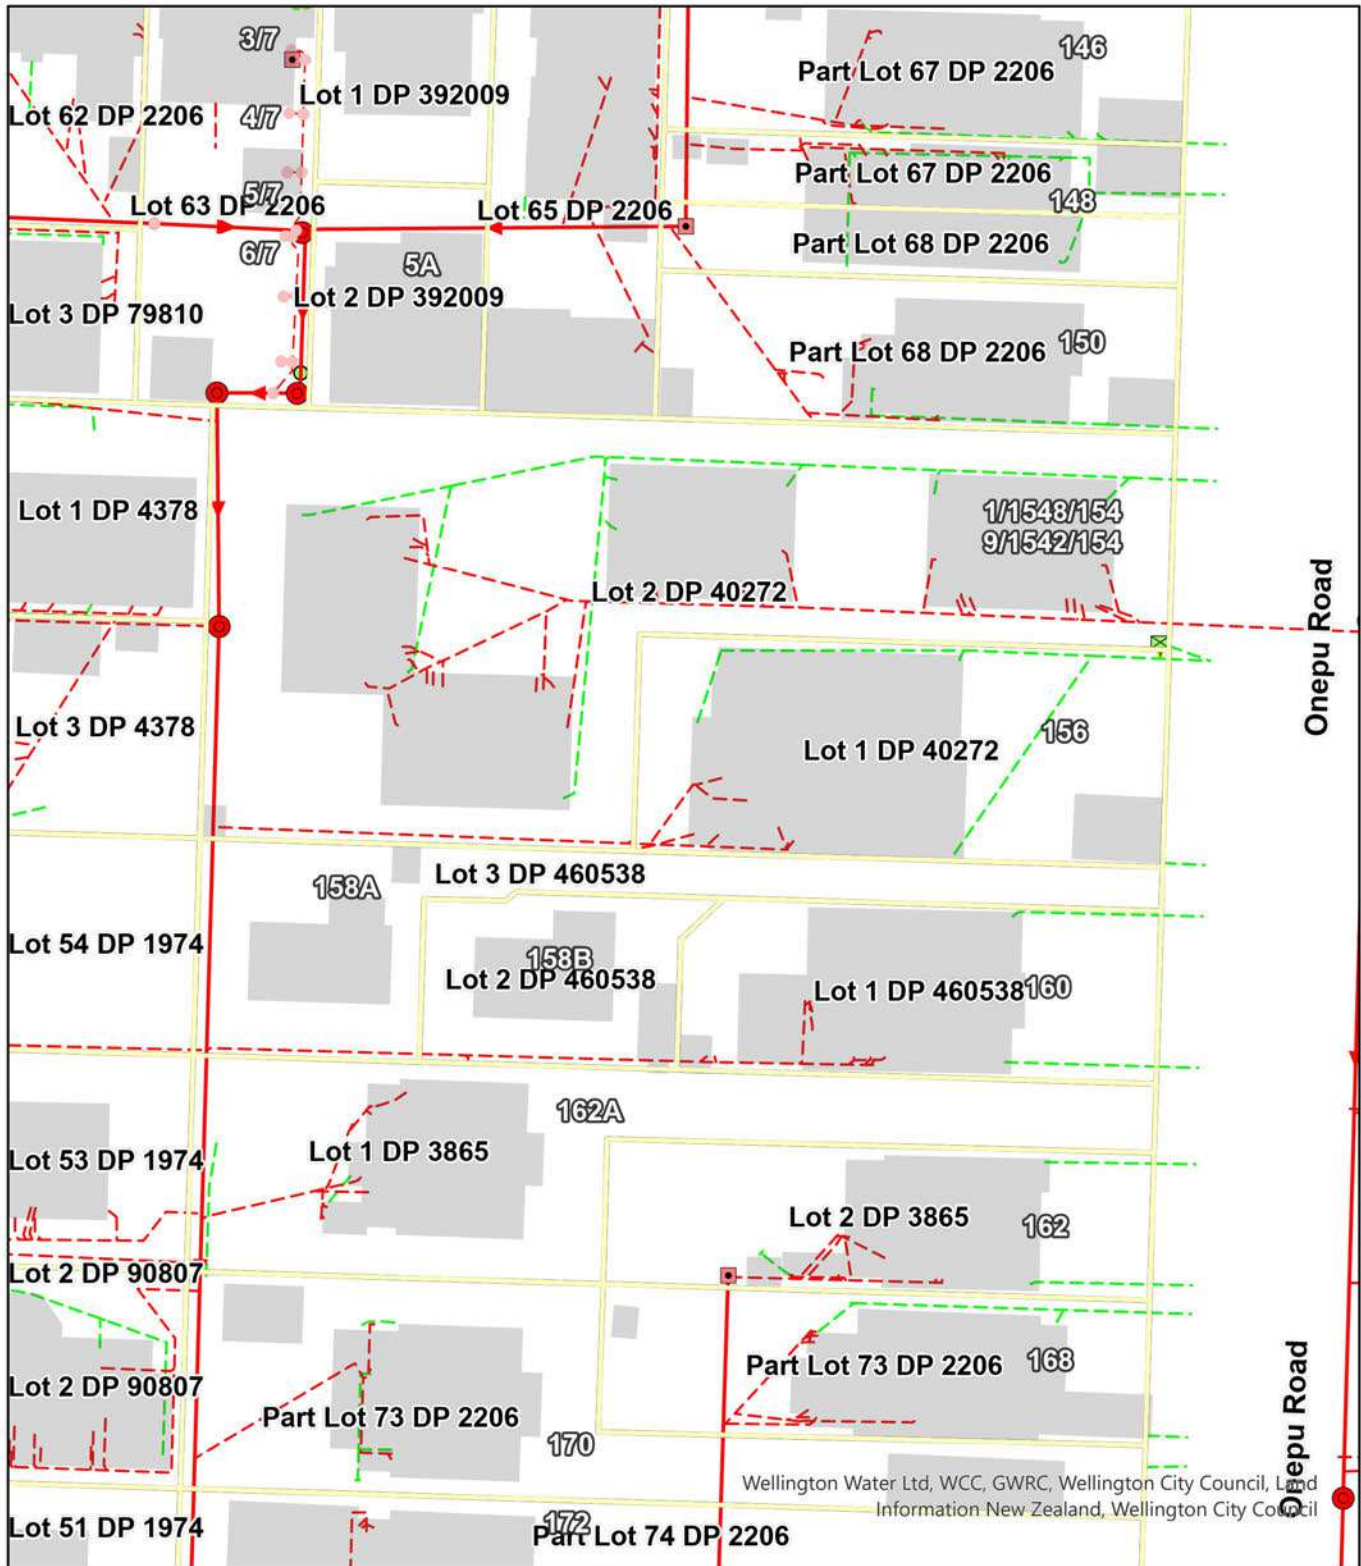 3/7
146
Part Lot 67 DP 2206
Lot 1 DP 392009
Lot 62 DP 2206
4/7
Part Lot 67 DP 2206
5/7
148
Lot 63 DP 2206
Lot 65 DP 2206
Part Lot 68 DP 2206
6/7
5A
Lot 2 DP 392009
Lot 3 DP 79810
Part Lot 68 DP 2206
150
Lot 1 DP 4378
1/1548/154
9/1542/154
Lot 2 DP 40272
Onepu Road
Lot 3 DP 4378
156
Lot 1 DP 40272
Lot 3 DP 460538
158A
Lot 54 DP 1974
158B
Lot 2 DP 460538
Lot 1 DP 460538
160
162A
Lot 53 DP 1974
Lot 1 DP 3865
Lot 2 DP 3865
162
Lot 2 DP 90807
Part Lot 73 DP 2206
168
Lot 2 DP 90807
Part Lot 73 DP 2206
170
Onepu Road
Wellington Water Ltd, WCC, GWRC, Wellington City Council, Land
Information New Zealand, Wellington City Council
Lot 51 DP 1974
172
Part Lot 74 DP 2206